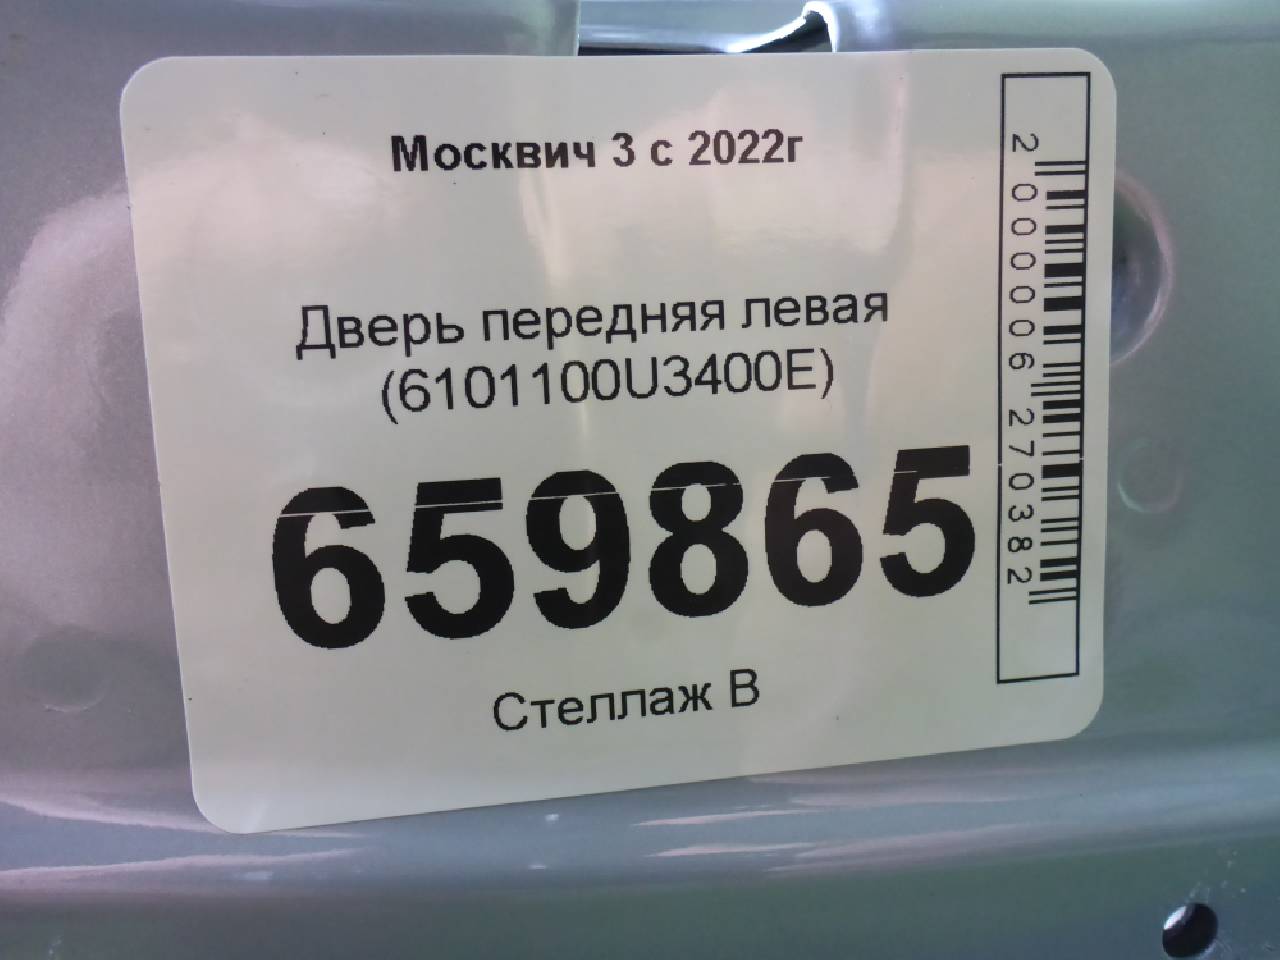 Москвич 3 с 2022г
Дверь передняя левая
(6101100U3400E)
659865
Стеллаж В
2000006270382